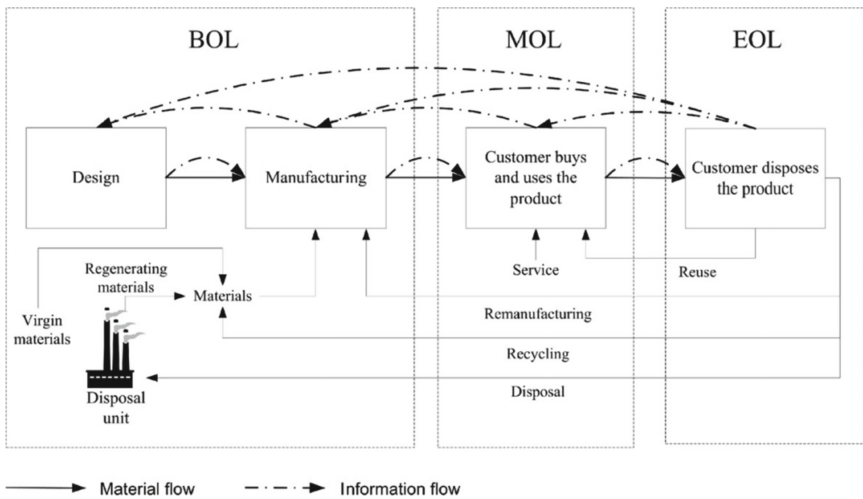 BOL
MOL
EOL
Design
Manufacturing
Customer buys
and uses the
product
Customer disposes
the product
Regenerating
materials
Materials
Virgin
materials
Disposal
unit
Service
Reuse
Remanufacturing
Recycling
Disposal
Material flow
Information flow